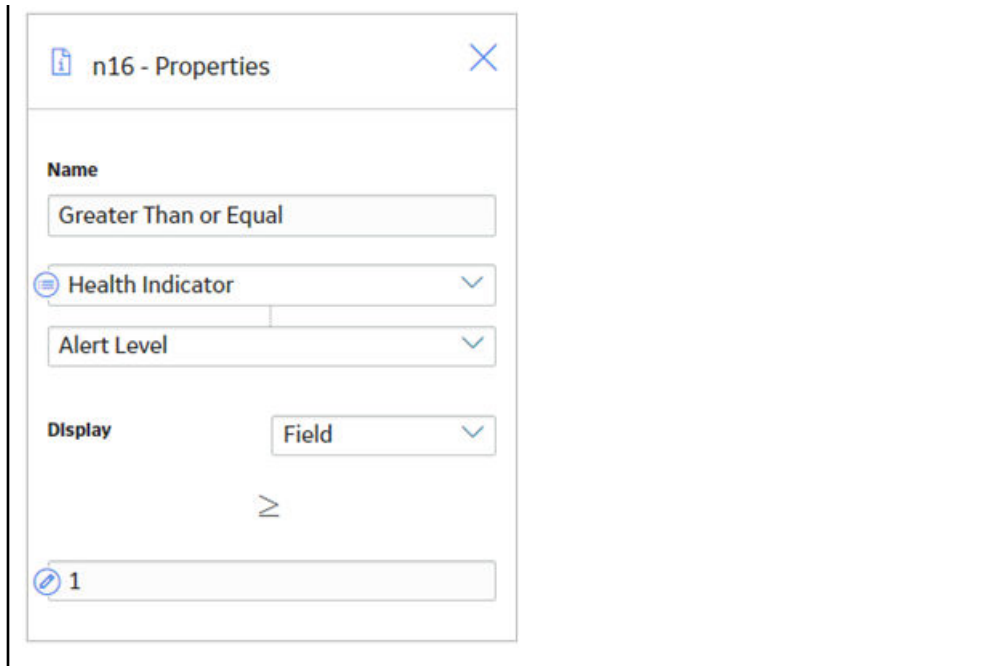 n16 - Properties
Name
Greater Than or Equal
Health Indicator
Alert Level
Display
Field
≥
1